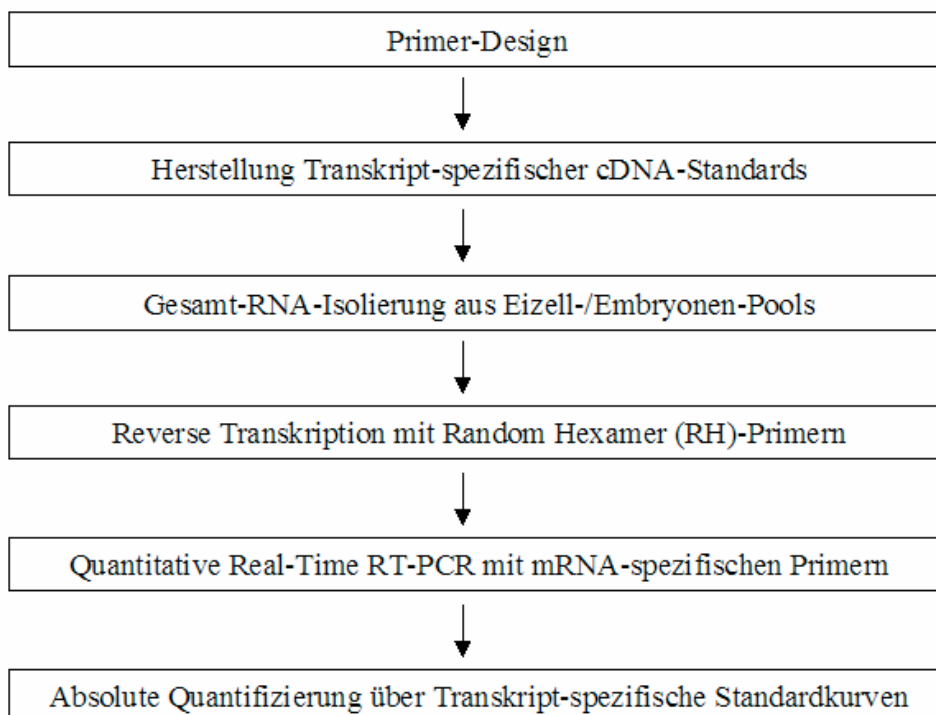 Primer-Design
Herstellung Transkript-spezifischer cDNA-Standards
Gesamt-RNA-Isolierung aus Eizell-/Embryonen-Pools
Reverse Transkription mit Random Hexamer (RH)-Primern
Quantitative Real-Time RT-PCR mit mRNA-spezifischen Primern
Absolute Quantifizierung über Transkript-spezifische Standardkurven